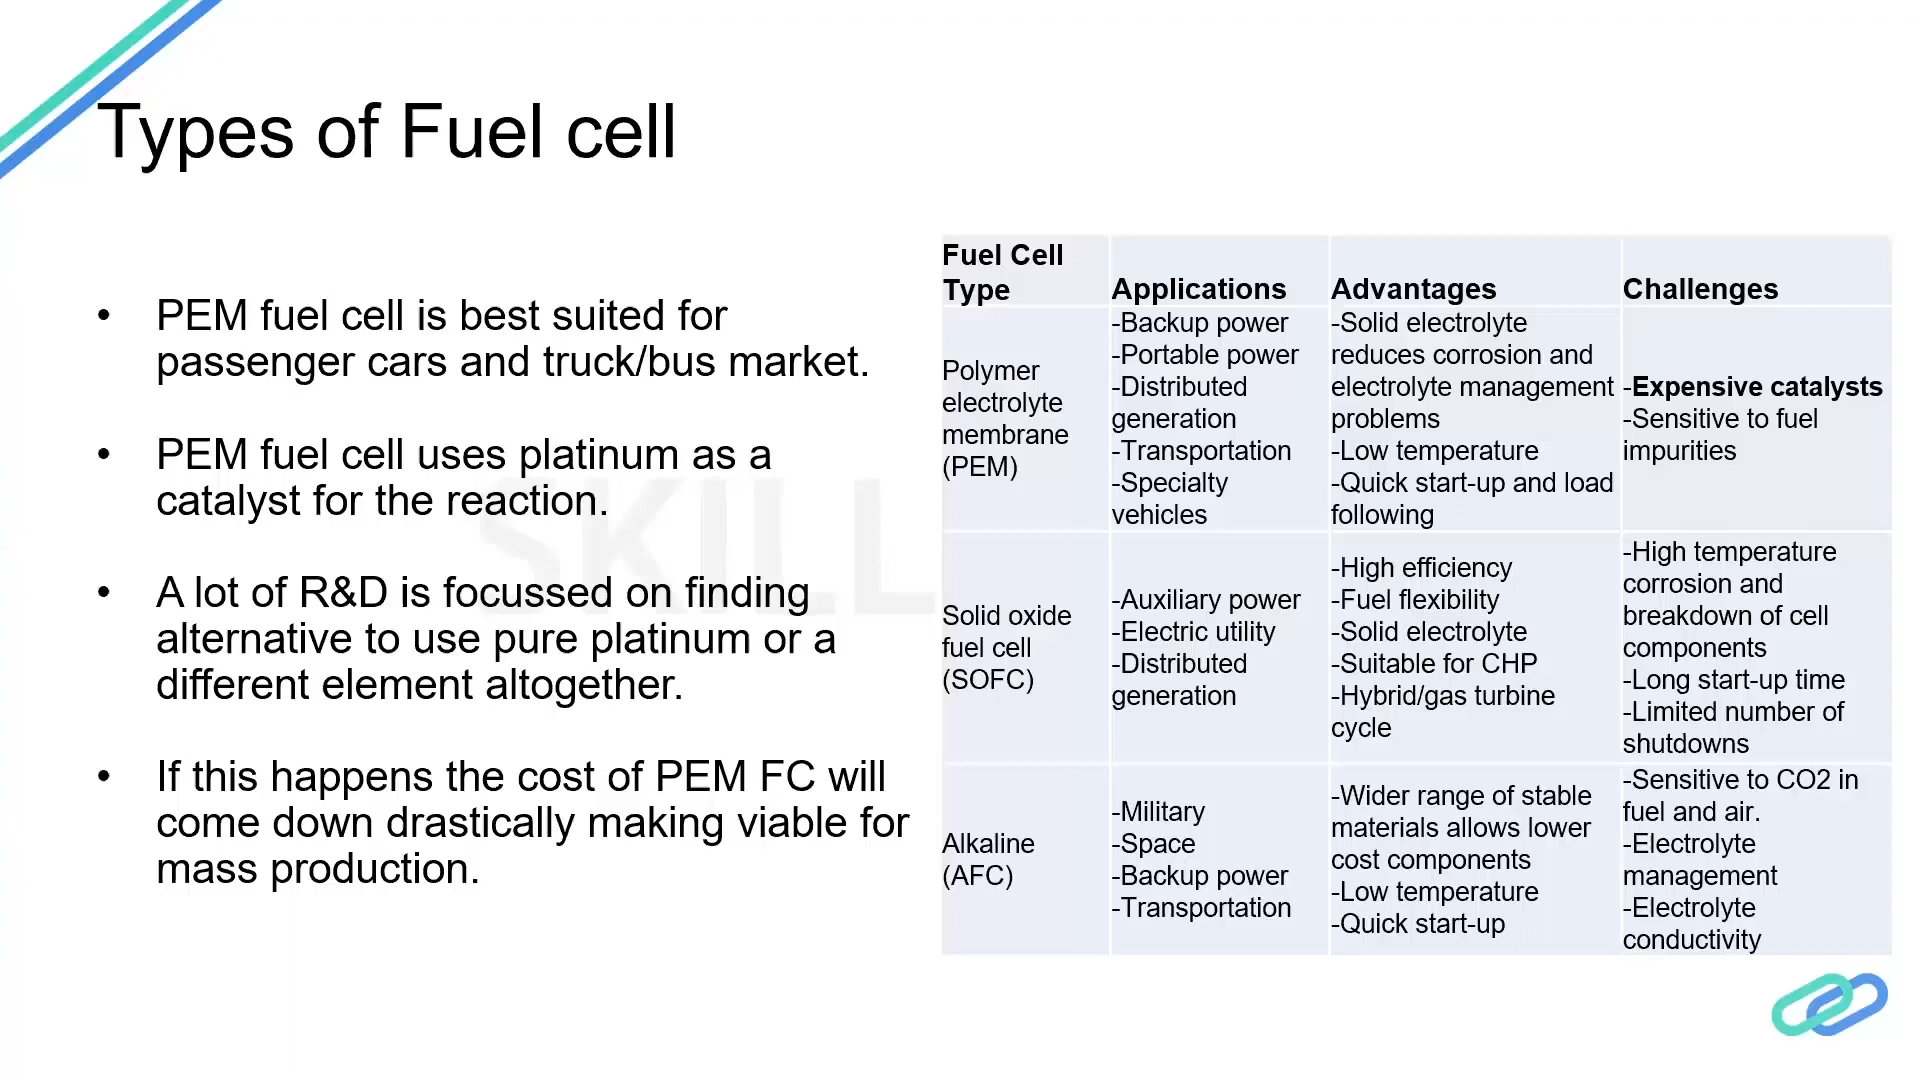 Types of Fuel cell
• PEM fuel cell is best suited for
passenger cars and truck/bus market.
• PEM fuel cell uses platinum as a
catalyst for the reaction.
• A lot of R&D is focussed on finding
alternative to use pure platinum or a
different element altogether.
• If this happens the cost of PEM FC will
come down drastically making viable for
mass production.
SKILL
Fuel Cell
Type
Applications
Advantages
Challenges
Polymer
electrolyte
membrane
(PEM)
-Backup power
-Portable power
-Distributed
generation
-Transportation
-Specialty
vehicles
-Solid electrolyte
reduces corrosion and
electrolyte management
problems
-Low temperature
-Quick start-up and load
following
-Expensive catalysts
-Sensitive to fuel
impurities
Solid oxide
fuel cell
(SOFC)
-Auxiliary power
-Electric utility
-Distributed
generation
-High efficiency
-Fuel flexibility
-Solid electrolyte
-Suitable for CHP
-Hybrid/gas turbine
cycle
-High temperature
corrosion and
breakdown of cell
components
-Long start-up time
-Limited number of
shutdowns
Alkaline
(AFC)
-Military
-Space
-Backup power
-Transportation
-Wider range of stable
materials allows lower
cost components
-Low temperature
-Quick start-up
-Sensitive to CO2 in
fuel and air.
-Electrolyte
management
-Electrolyte
conductivity